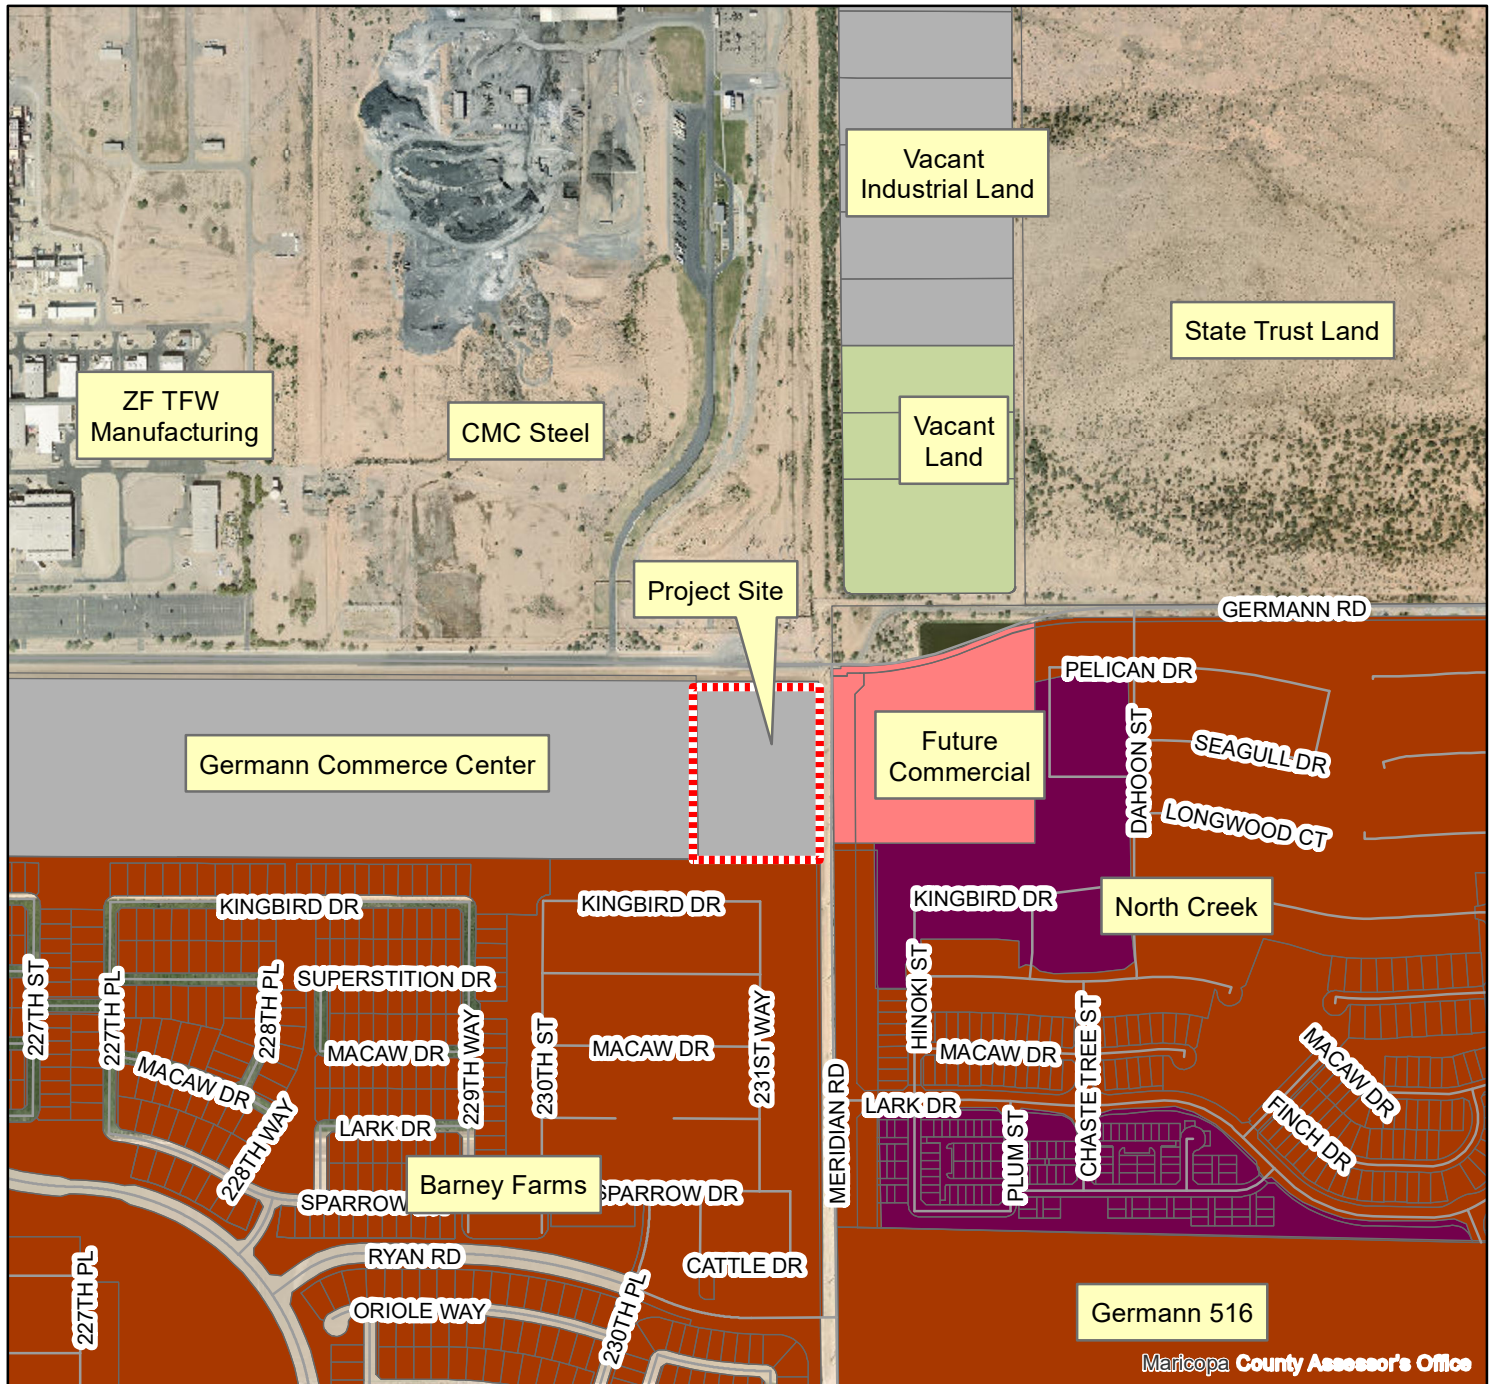 Vacant
Industrial Land
State Trust Land
ZF TFW
Manufacturing
CMC Steel
Vacant
Land
Project Site
GERMANN RD
PELICAN DR
DAHOON ST
SEAGULL DR
Future
Commercial
Germann Commerce Center
LONGWOOD CT
KINGBIRD DR
KINGBIRD DR
KINGBIRD DR
North Creek
227TH ST
227TH PL
228TH PL
SUPERSTITION DR
229TH WAY
230TH ST
231ST WAY
HINOKI ST
CHASTE TREE ST
MACAW DR
MACAW DR
MACAW DR
MACAW DR
MACAW DR
228TH WAY
LARK DR
MERIDIAN RD
LARK DR
PLUM ST
FINCH DR
Barney Farms
SPARROW
SPARROW DR
RYAN RD
CATTLE DR
227TH PL
ORIOLE WAY
230TH PL
Germann 516
Maricopa County Assessor's Office